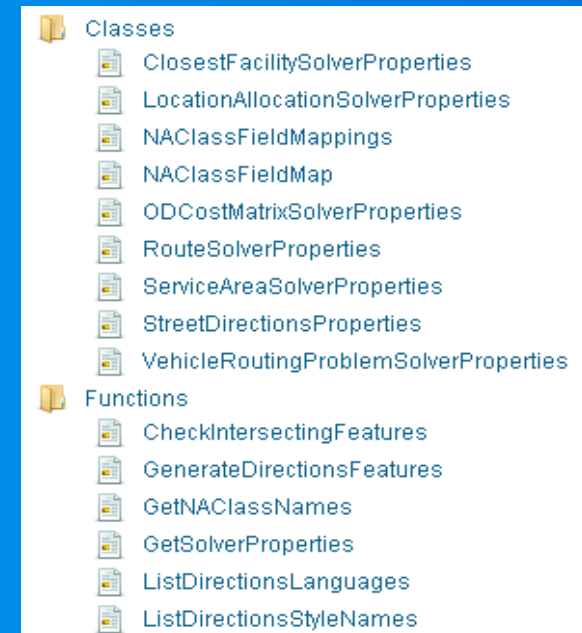 Classes
ClosestFacilitySolverProperties
LocationAllocationSolverProperties
NAClassFieldMappings
NAClassFieldMap
ODCostMatrixSolverProperties
RouteSolverProperties
ServiceAreaSolverProperties
StreetDirectionsProperties
VehicleRoutingProblemSolverProperties
Functions
CheckIntersectingFeatures
GenerateDirectionsFeatures
GetNAClassNames
GetSolverProperties
ListDirectionsLanguages
ListDirectionsStyleNames